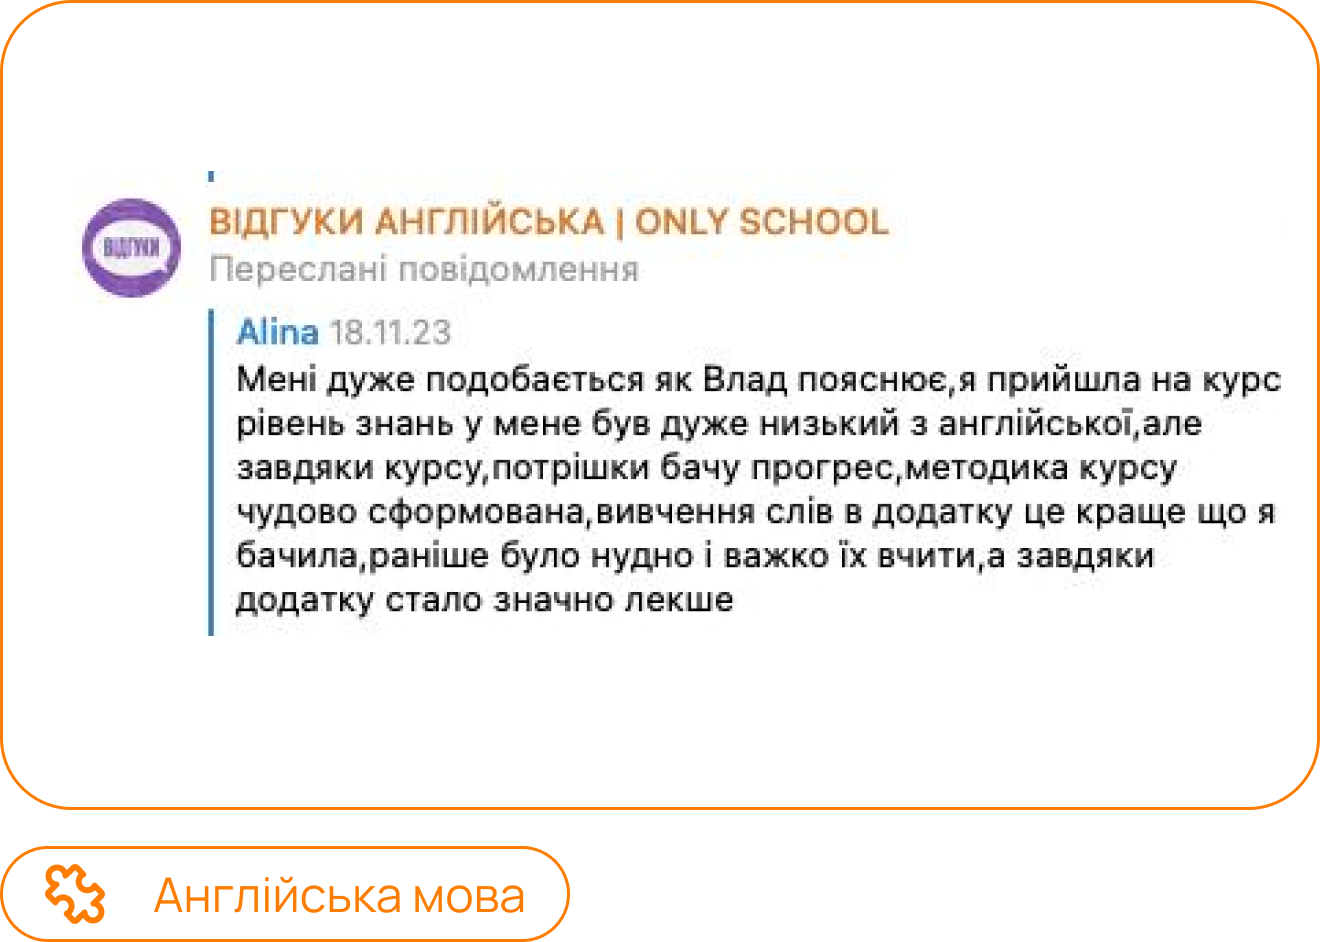 ВІДГУКИ АНГЛІЙСЬКА | ONLY SCHOOL
ВІДГУКИ
Переслані повідомлення
Alina 18.11.23
Мені дуже подобається як Влад пояснює,я прийшла на курс
рівень знань у мене був дуже низький з англійської,але
завдяки курсу,потрішки бачу прогрес,методика курсу
чудово сформована,вивчення слів в додатку це краще що я
бачила,раніше було нудно і важко їх вчити,а завдяки
додатку стало значно лекше
Англійська мова